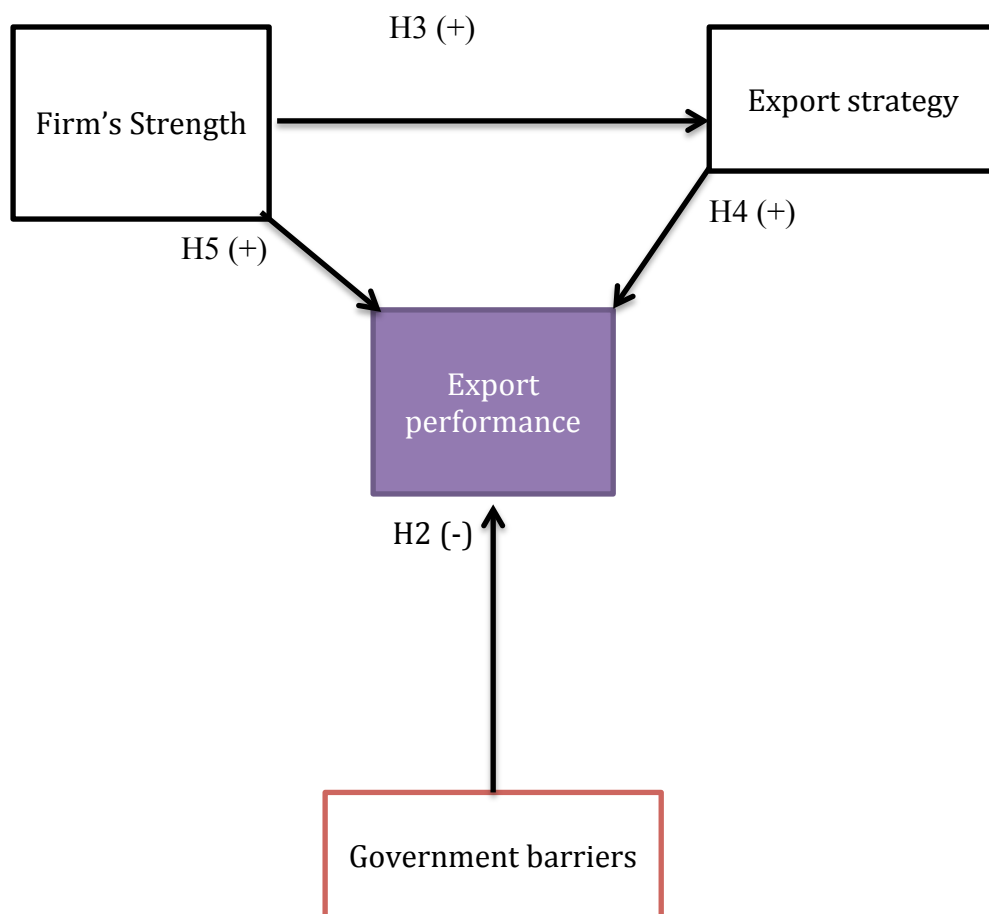 H3 (+)
Firm’s Strength
Export strategy
H4 (+)
H5 (+)
Export
performance
H2 (-)
Government barriers